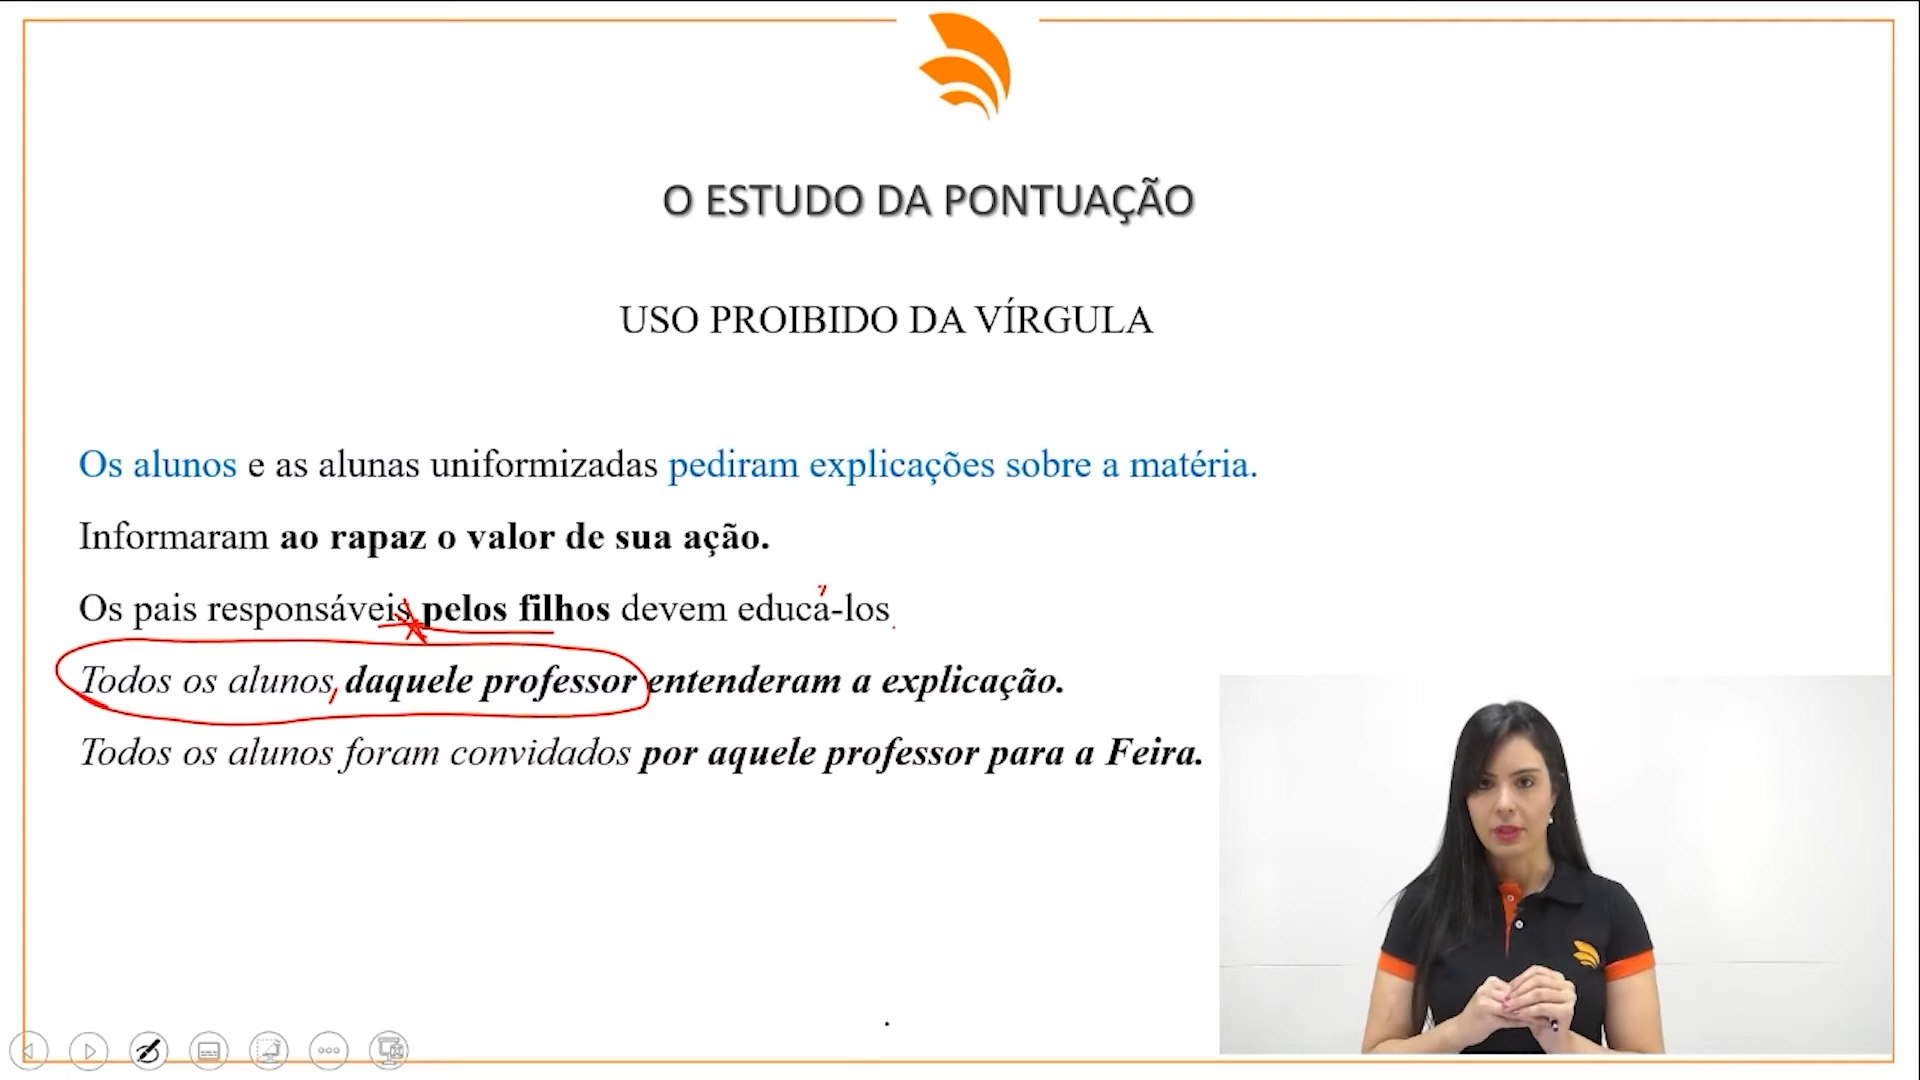 O ESTUDO DA PONTUAÇÃO
USO PROIBIDO DA VÍRGULA
Os alunos e as alunas uniformizadas pediram explicações sobre a matéria.
Informaram ao rapaz o valor de sua ação.
Os pais responsáveis pelos filhos devem educa-los
Todos os alunos, daquele professor entenderam a explicação.
Todos os alunos foram convidados por aquele professor para a Feira.
.